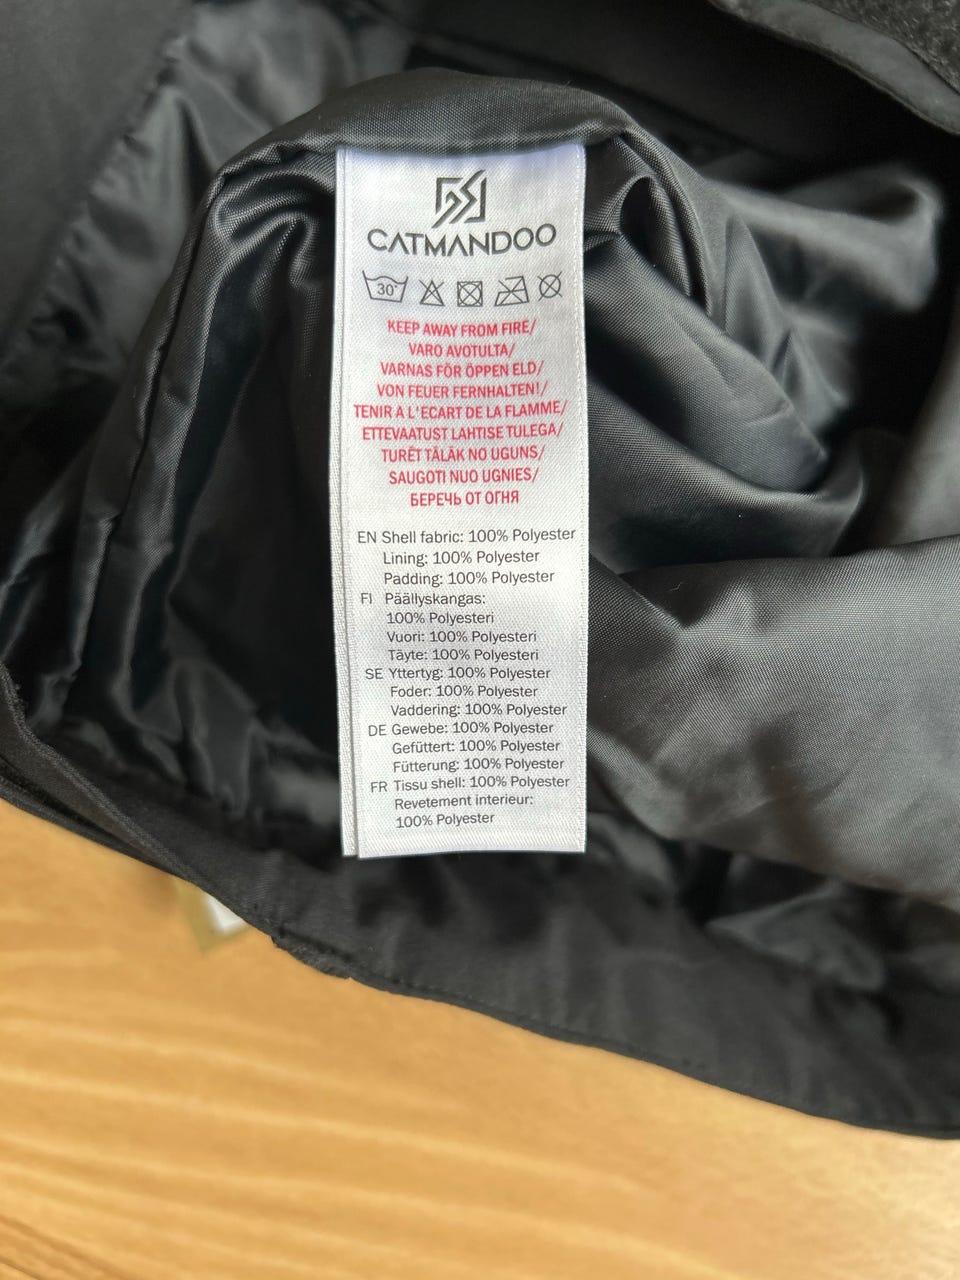 CATMANDOO
30°
KEEP AWAY FROM FIRE/
VARO AVOTULTA/
VARNAS FÖR ÖPPEN ELD/
VON FEUER FERNHALTEN!/
TENIR A L'ECART DE LA FLAMME/
ETTEVAATUST LAHTISE TULEGA/
TURĒT TĀLĀK NO UGUNS/
SAUGOTI NUO UGNIES/
БЕРЕЧЬ ОТ ОГНЯ
EN Shell fabric: 100% Polyester
Lining: 100% Polyester
Padding: 100% Polyester
FI Päällyskangas:
100% Polyesteri
Vuori: 100% Polyesteri
Täyte: 100% Polyesteri
SE Yttertyg: 100% Polyester
Foder: 100% Polyester
Vaddering: 100% Polyester
DE Gewebe: 100% Polyester
Gefüttert: 100% Polyester
Fütterung: 100% Polyester
FR Tissu shell: 100% Polyester
Revetement interieur:
100% Polyester